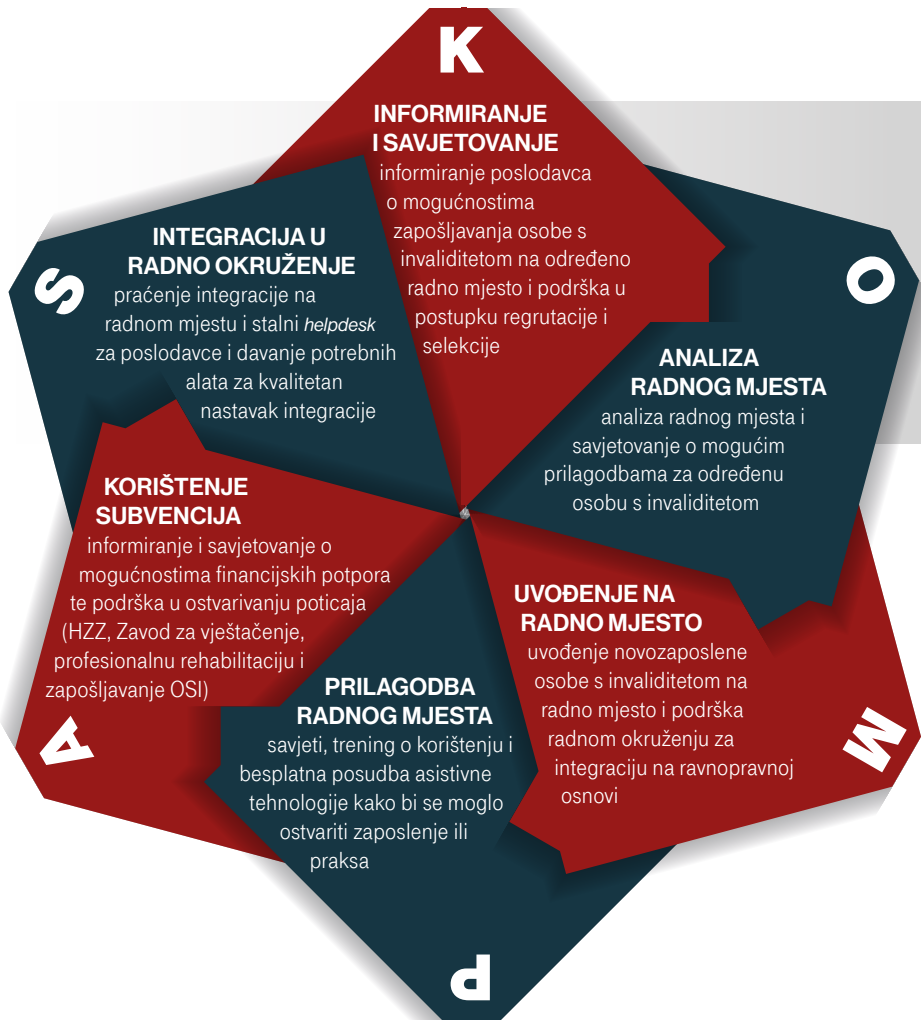 K
INFORMIRANJE
I SAVJETOVANJE
informiranje poslodavca
o mogućnostima
zapošljavanja osobe s
invaliditetom na određeno
radno mjesto i podrška u
postupku regrutacije i
selekcije
O
ANALIZA
RADNOG MJESTA
analiza radnog mjesta i
savjetovanje o mogućim
prilagodbama za određenu
osobu s invaliditetom
M
UVOĐENJE NA
RADNO MJESTO
uvođenje novozaposlene
osobe s invaliditetom na
radno mjesto i podrška
radnom okruženju za
integraciju na ravnopravnoj
osnovi
P
PRILAGODBA
RADNOG MJESTA
savjeti, trening o korištenju i
besplatna posudba asistivne
tehnologije kako bi se moglo
ostvariti zaposlenje ili
praksa
A
KORIŠTENJE
SUBVENCIJA
informiranje i savjetovanje o
mogućnostima financijskih potpora
te podrška u ostvarivanju poticaja
(HZZ, Zavod za vještačenje,
profesionalnu rehabilitaciju i
zapošljavanje OSI)
S
INTEGRACIJA U
RADNO OKRUŽENJE
praćenje integracije na
radnom mjestu i stalni helpdesk
za poslodavce i davanje potrebnih
alata za kvalitetan
nastavak integracije